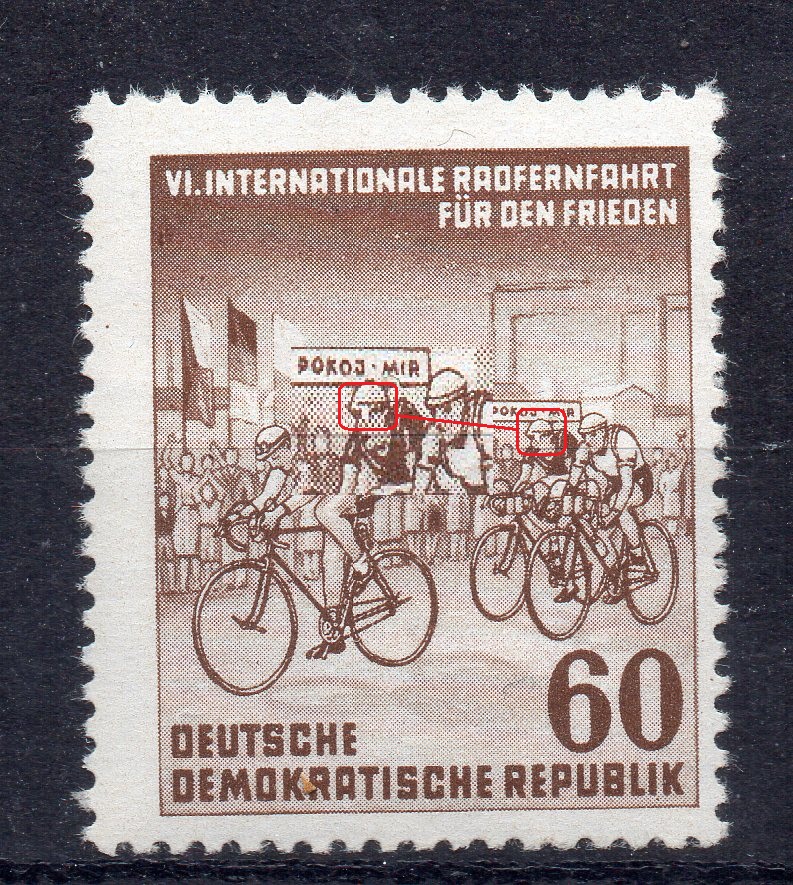 VI. INTERNATIONALE RADFERNFAHRT
FÜR DEN FRIEDEN
POKOJ · MIR
POKOJ · MIR
60
DEUTSCHE
DEMOKRATISCHE REPUBLIK